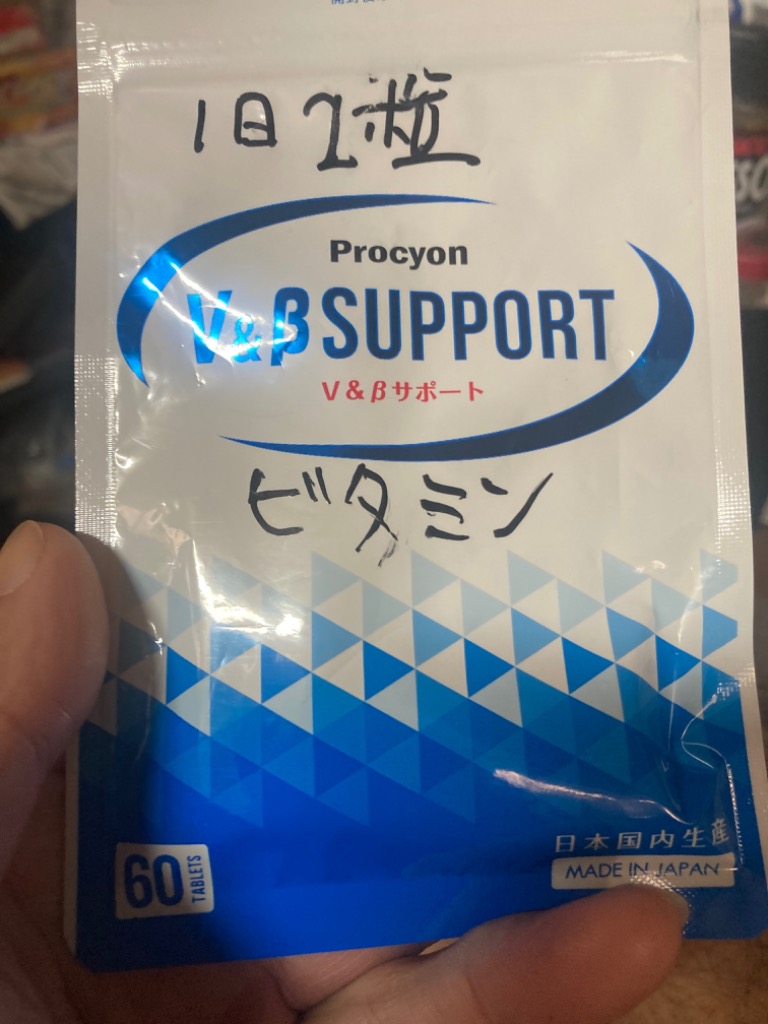 1日2粒
Procyon
V&βSUPPORT
V&βサポート
ビタミン
60 TABLETS
日本国内生産
MADE IN JAPAN